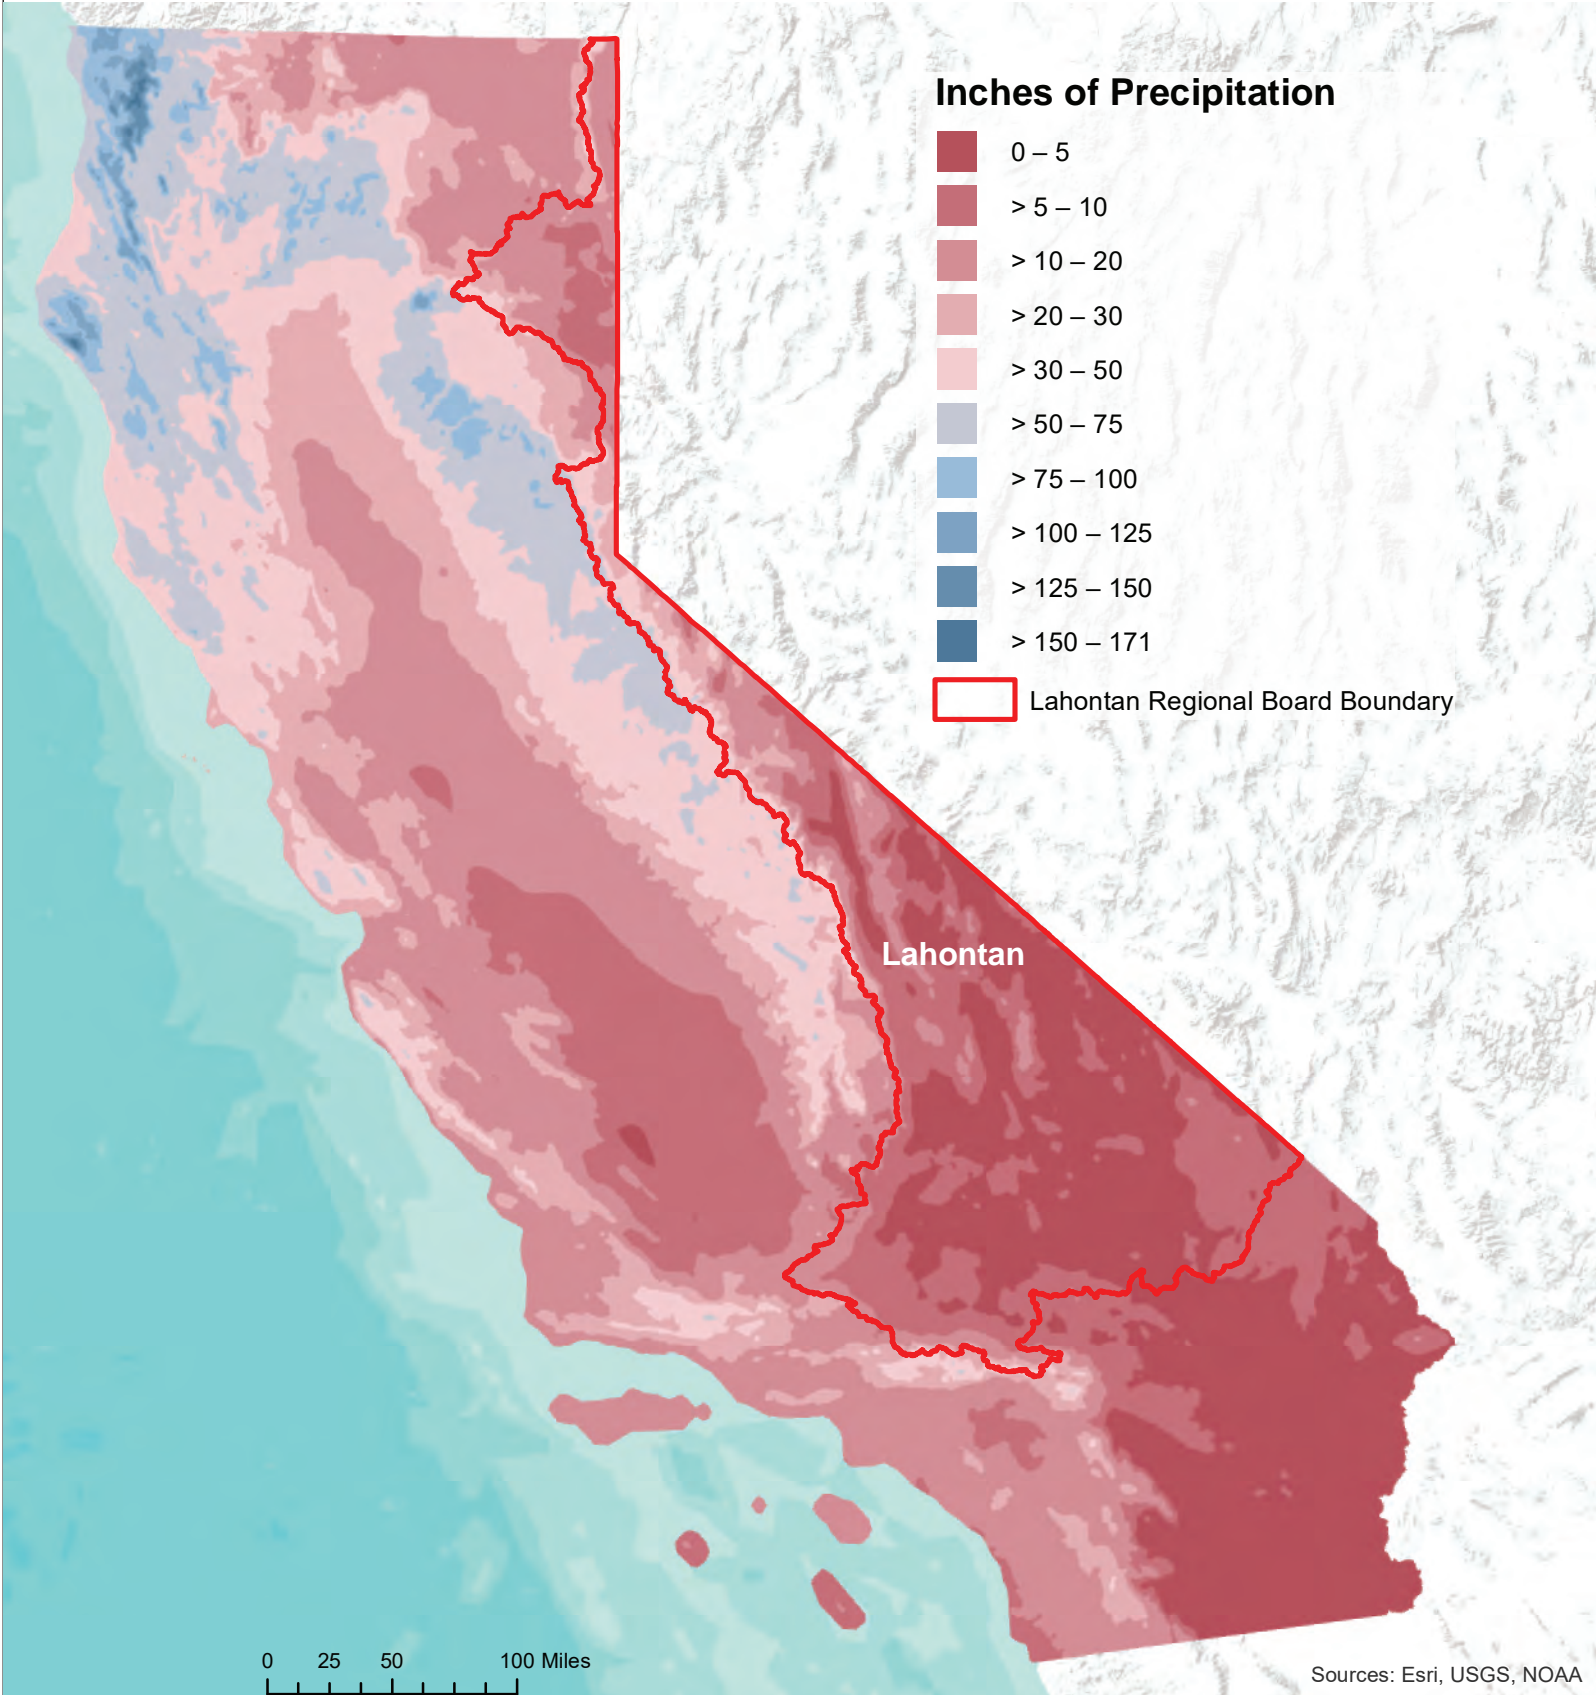 Inches of Precipitation
0 – 5
> 5 – 10
> 10 – 20
> 20 – 30
> 30 – 50
> 50 – 75
> 75 – 100
> 100 – 125
> 125 – 150
> 150 – 171
Lahontan Regional Board Boundary
Lahontan
0 25 50 100 Miles
Sources: Esri, USGS, NOAA